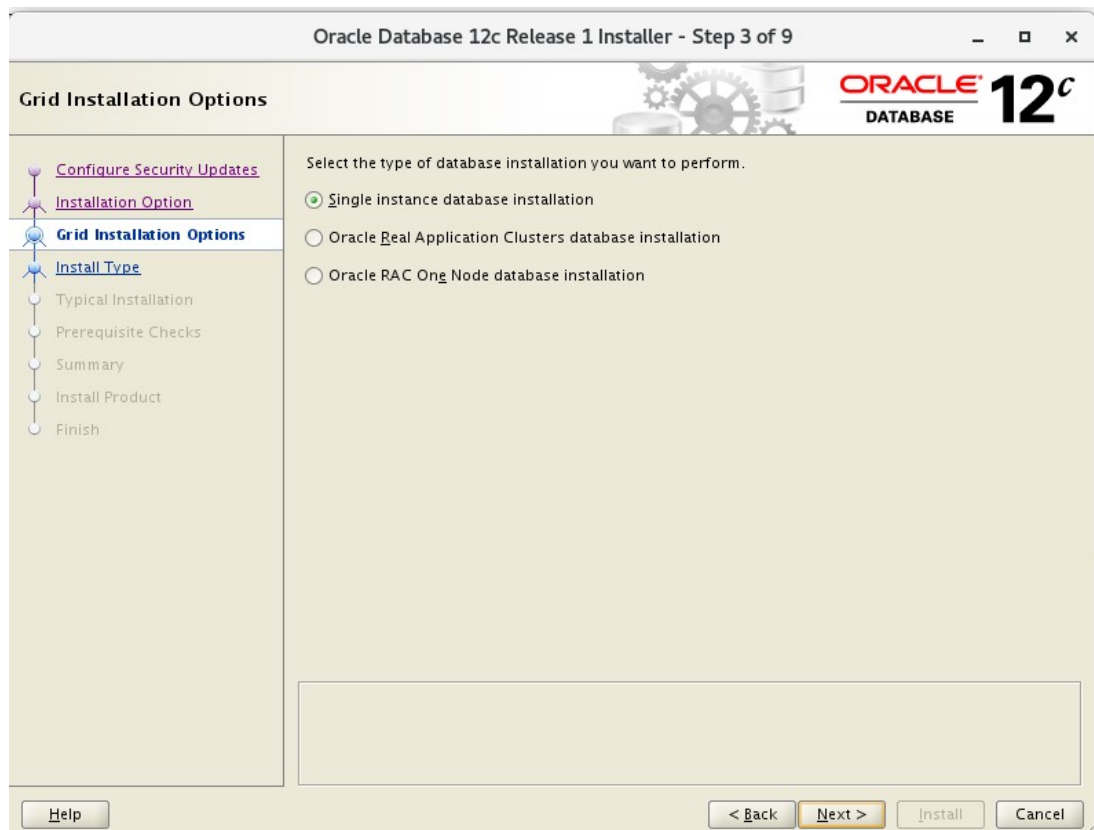 Oracle Database 12c Release 1 Installer - Step 3 of 9
Grid Installation Options
ORACLE
DATABASE
12c
Configure Security Updates
Installation Option
Grid Installation Options
Install Type
Typical Installation
Prerequisite Checks
Summary
Install Product
Finish
Select the type of database installation you want to perform.
Single instance database installation
Oracle Real Application Clusters database installation
Oracle RAC One Node database installation
Help
< Back
Next >
Install
Cancel